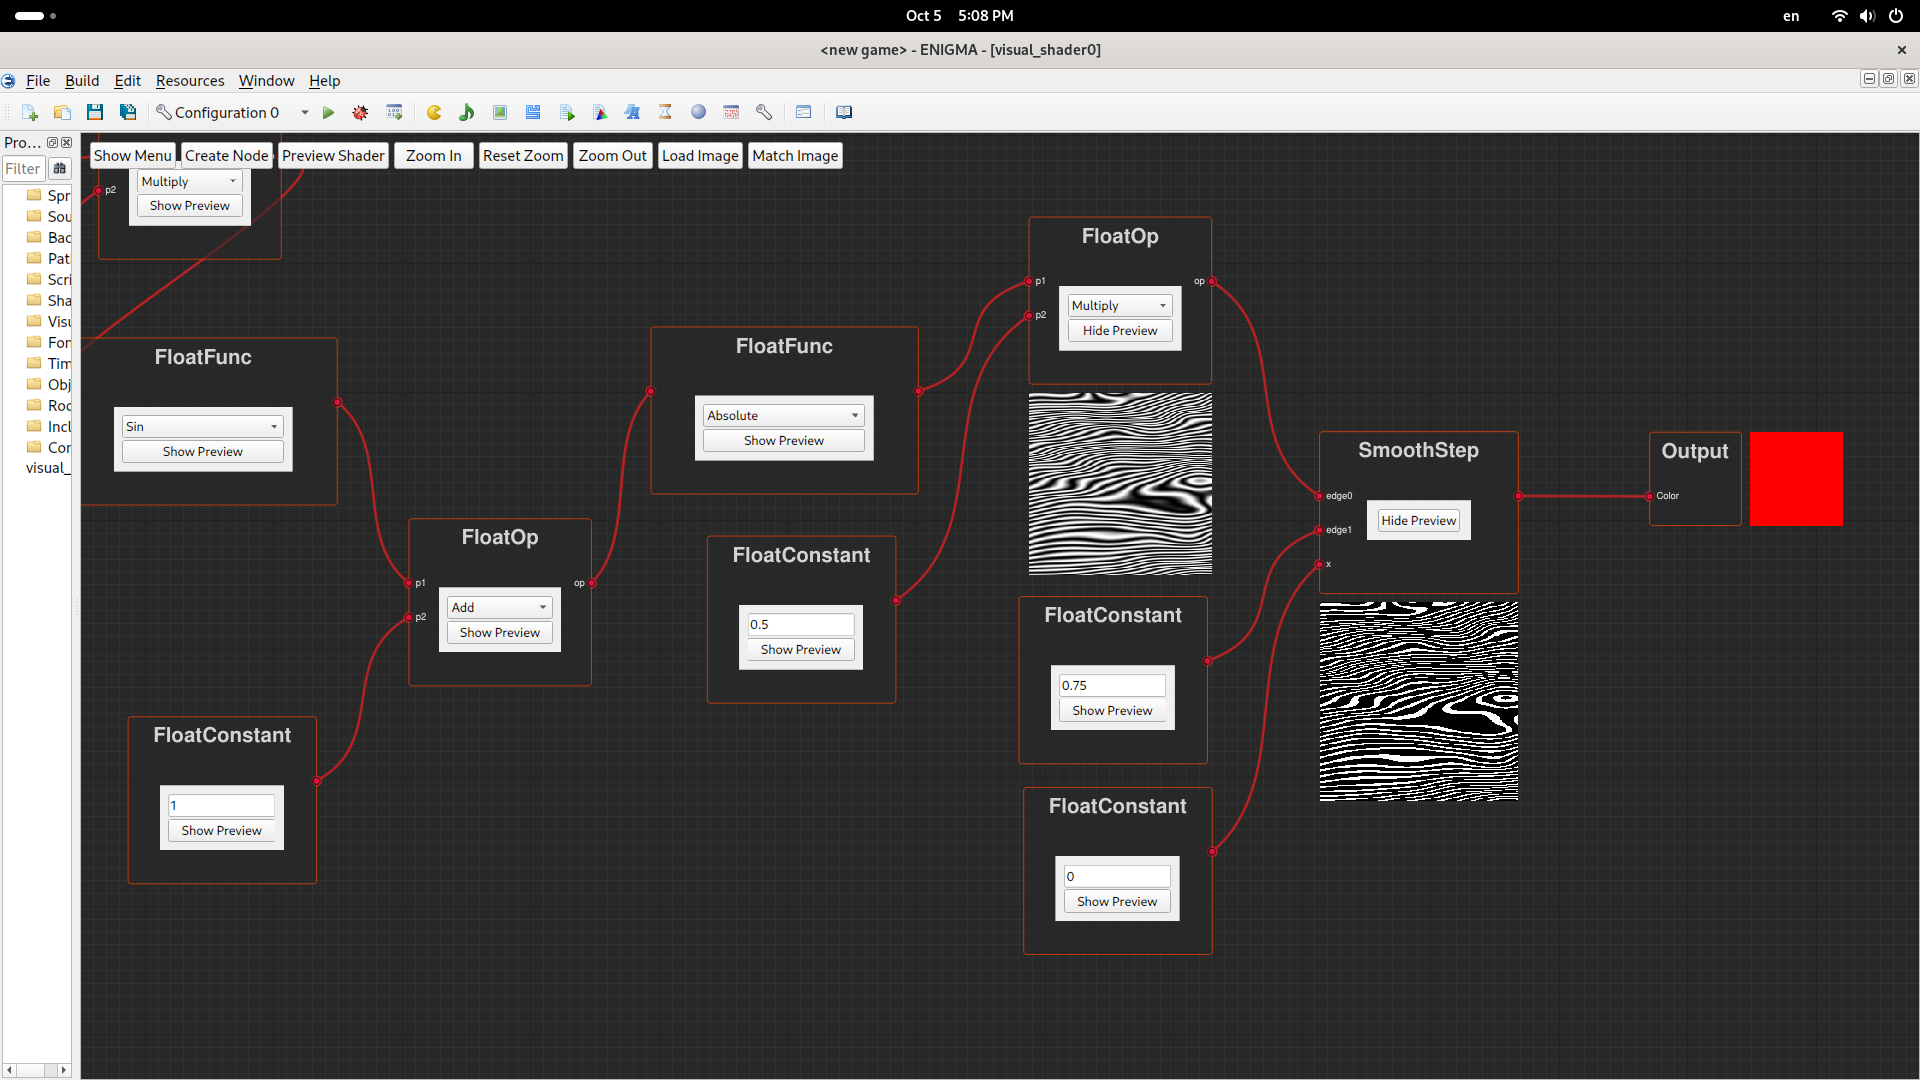 Oct 5 5:08 PM
en
<new game> - ENIGMA - [visual_shader0]
File Build Edit Resources Window Help
Configuration 0
Pro...
Filter
Show Menu Create Node Preview Shader Zoom In Reset Zoom Zoom Out Load Image Match Image
Spr
Sou
Bac
Pat
Scri
Sha
Visu
Fon
Tim
Obj
Roo
Incl
Con
visual_
p2
Multiply
Show Preview
FloatFunc
Sin
Show Preview
FloatConstant
1
Show Preview
FloatOp
p1
op
p2
Add
Show Preview
FloatFunc
Absolute
Show Preview
FloatConstant
0.5
Show Preview
FloatOp
p1
op
p2
Multiply
Hide Preview
FloatConstant
0.75
Show Preview
FloatConstant
0
Show Preview
SmoothStep
edge0
edge1
x
Hide Preview
Output
Color